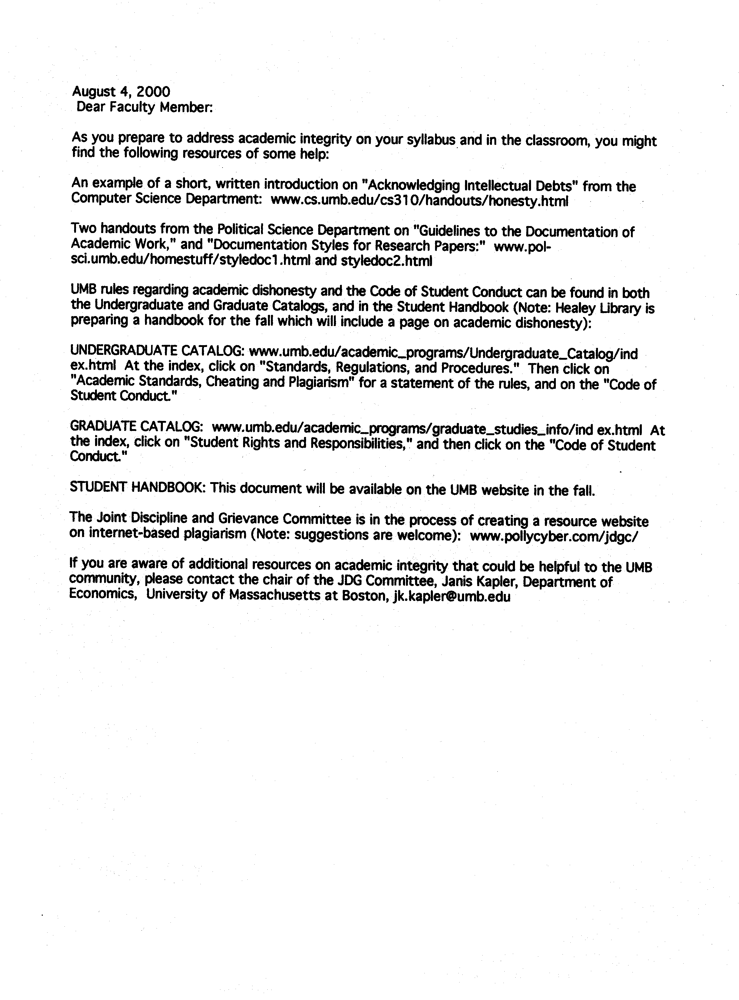 August 4, 2000
Dear Faculty Member:
As you prepare to address academic integrity on your syllabus and in the classroom, you might
find the following resources of some help:
An example of a short, written introduction on "Acknowledging Intellectual Debts" from the
Computer Science Department:  www.cs.umb.edu/cs310/handouts/honesty.html
Two handouts from the Political Science Department on "Guidelines to the Documentation of
Academic Work," and "Documentation Styles for Research Papers:"  www.pol-
sci.umb.edu/homestuff/styledoc1.html and styledoc2.html
UMB rules regarding academic dishonesty and the Code of Student Conduct can be found in both
the Undergraduate and Graduate Catalogs, and in the Student Handbook (Note: Healey Library is
preparing a handbook for the fall which will include a page on academic dishonesty):
UNDERGRADUATE CATALOG: www.umb.edu/academic_programs/Undergraduate_Catalog/ind
ex.html  At the index, click on "Standards, Regulations, and Procedures."  Then click on
"Academic Standards, Cheating and Plagiarism" for a statement of the rules, and on the "Code of
Student Conduct."
GRADUATE CATALOG:  www.umb.edu/academic_programs/graduate_studies_info/ind ex.html  At
the index, click on "Student Rights and Responsibilities," and then click on the "Code of Student
Conduct."
STUDENT HANDBOOK: This document will be available on the UMB website in the fall.
The Joint Discipline and Grievance Committee is in the process of creating a resource website
on internet-based plagiarism (Note: suggestions are welcome):  www.pollycyber.com/jdgc/
If you are aware of additional resources on academic integrity that could be helpful to the UMB
community, please contact the chair of the JDG Committee, Janis Kapler, Department of
Economics,  University of Massachusetts at Boston, jk.kapler@umb.edu